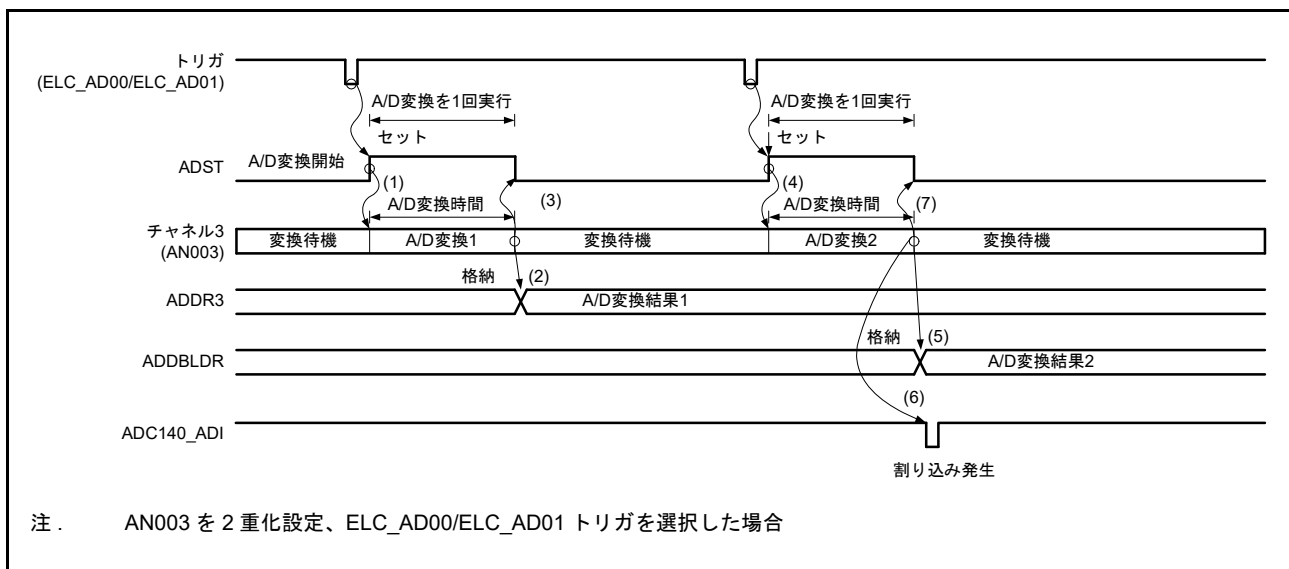 トリガ
(ELC_AD00/ELC_AD01)
A/D変換を1回実行
A/D変換を1回実行
セット
セット
ADST
A/D変換開始
(1)
(3)
(4)
(7)
A/D変換時間
A/D変換時間
チャネル3
(AN003)
変換待機
A/D変換1
変換待機
A/D変換2
変換待機
格納
(2)
ADDR3
A/D変換結果1
格納
(5)
ADDBLDR
A/D変換結果2
(6)
ADC140_ADI
割り込み発生
注 . AN003 を 2 重化設定、ELC_AD00/ELC_AD01 トリガを選択した場合